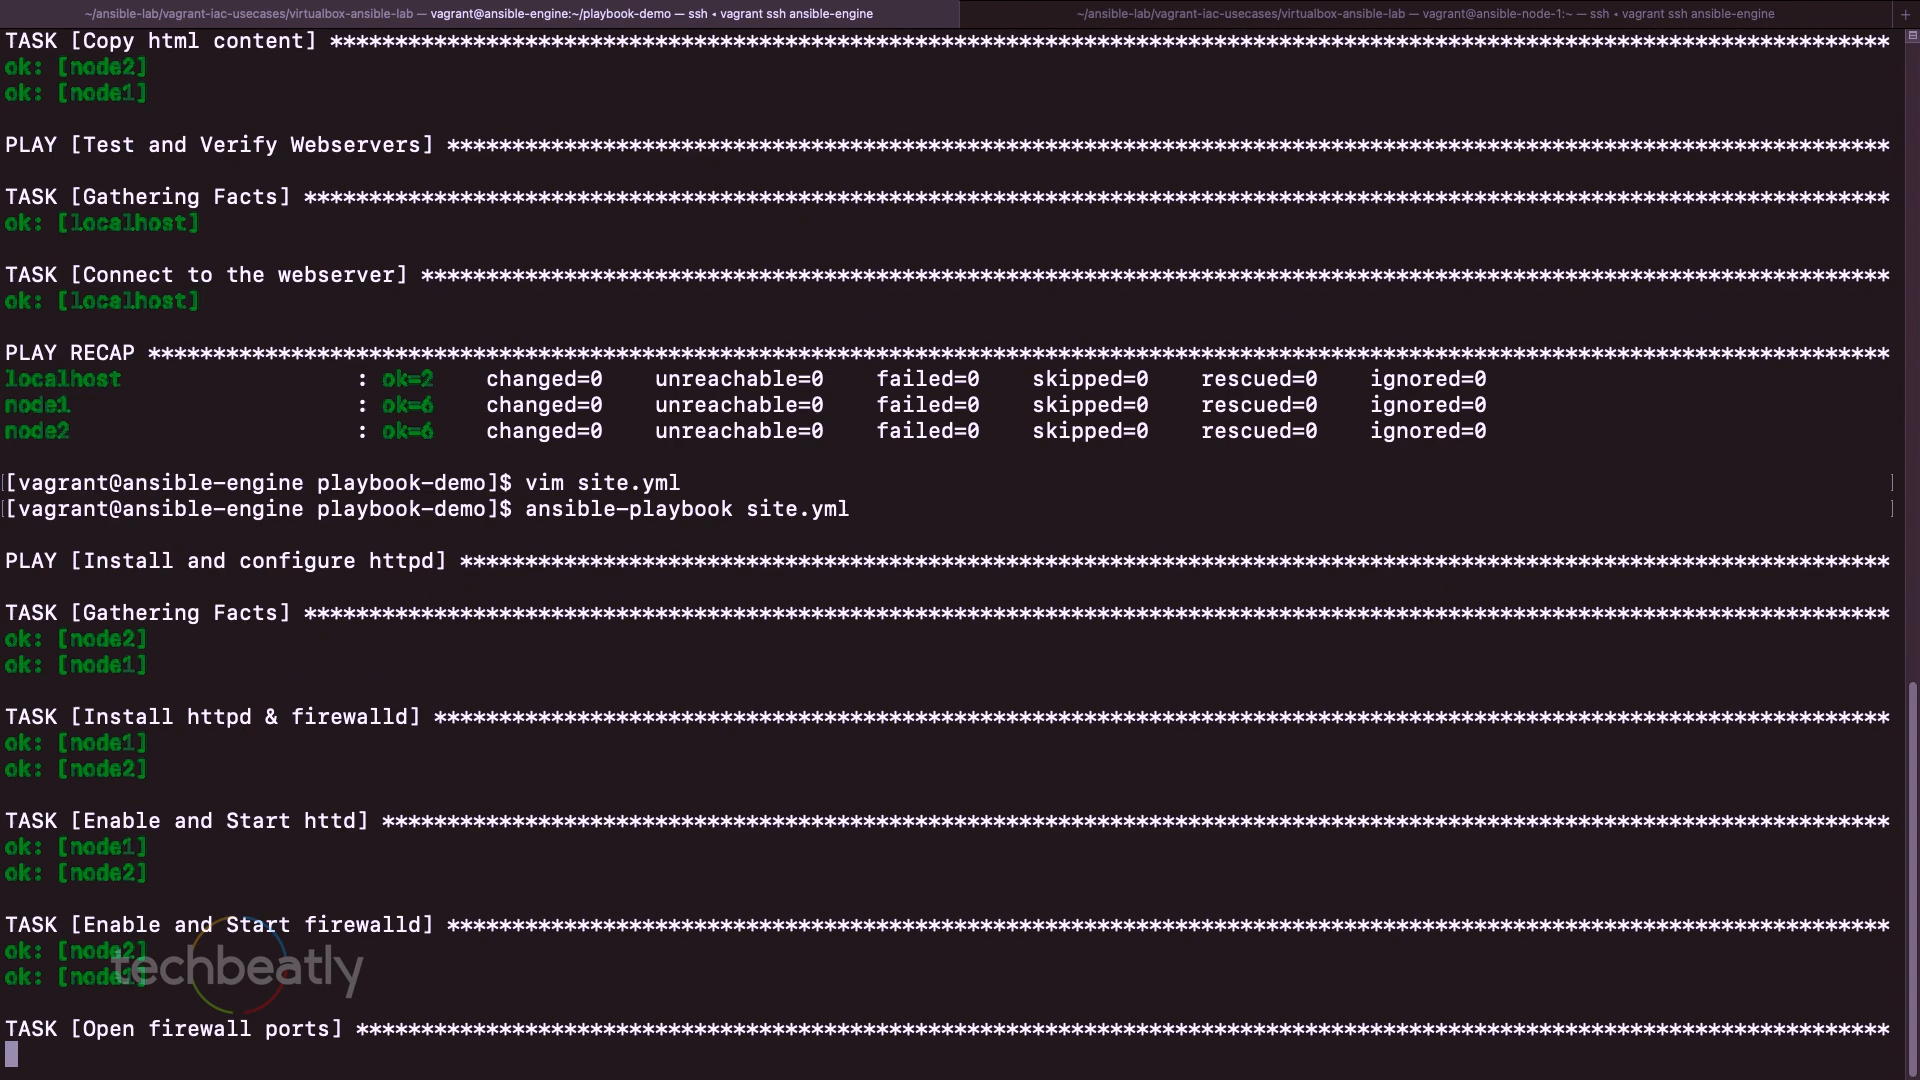 ~/ansible-lab/vagrant-iac-usecases/virtualbox-ansible-lab — vagrant@ansible-engine:~/playbook-demo — ssh ◂ vagrant ssh ansible-engine
~/ansible-lab/vagrant-iac-usecases/virtualbox-ansible-lab — vagrant@ansible-node-1:~ — ssh ◂ vagrant ssh ansible-engine
TASK [Copy html content] ************************************************************************************************************************
ok: [node2]
ok: [node1]
PLAY [Test and Verify Webservers] ***************************************************************************************************************
TASK [Gathering Facts] **************************************************************************************************************************
ok: [localhost]
TASK [Connect to the webserver] *****************************************************************************************************************
ok: [localhost]
PLAY RECAP **************************************************************************************************************************************
localhost : ok=2 changed=0 unreachable=0 failed=0 skipped=0 rescued=0 ignored=0
node1 : ok=6 changed=0 unreachable=0 failed=0 skipped=0 rescued=0 ignored=0
node2 : ok=6 changed=0 unreachable=0 failed=0 skipped=0 rescued=0 ignored=0
[[vagrant@ansible-engine playbook-demo]$ vim site.yml ]
[[vagrant@ansible-engine playbook-demo]$ ansible-playbook site.yml ]
PLAY [Install and configure httpd] **************************************************************************************************************
TASK [Gathering Facts] **************************************************************************************************************************
ok: [node2]
ok: [node1]
TASK [Install httpd & firewalld] ****************************************************************************************************************
ok: [node1]
ok: [node2]
TASK [Enable and Start httd] ********************************************************************************************************************
ok: [node1]
ok: [node2]
TASK [Enable and Start firewalld] ***************************************************************************************************************
ok: [node2]
ok: [node1]
techbeatly
TASK [Open firewall ports] **********************************************************************************************************************